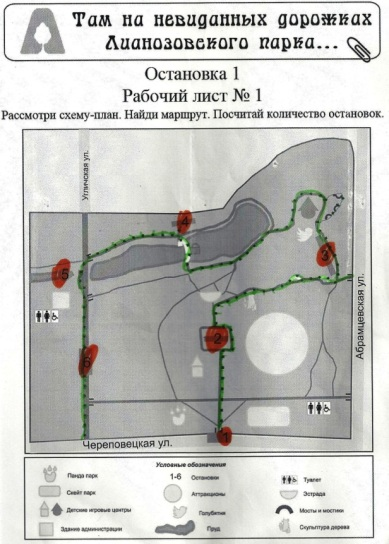 Там на невиданных дорожках
Лианозовского парка...
Остановка 1
Рабочий лист № 1
Рассмотри схему-план. Найди маршрут. Посчитай количество остановок.
Угличская ул.
4
3
5
2
Абрамцевская ул.
6
1
Череповецкая ул.
Условные обозначения
Панда парк
1-6 Остановки
Туалет
Скейт парк
Аттракционы
Эстрада
Детские игровые центры
Голубятня
Мосты и мостики
Здание администрации
Пруд
Скульптура дерева